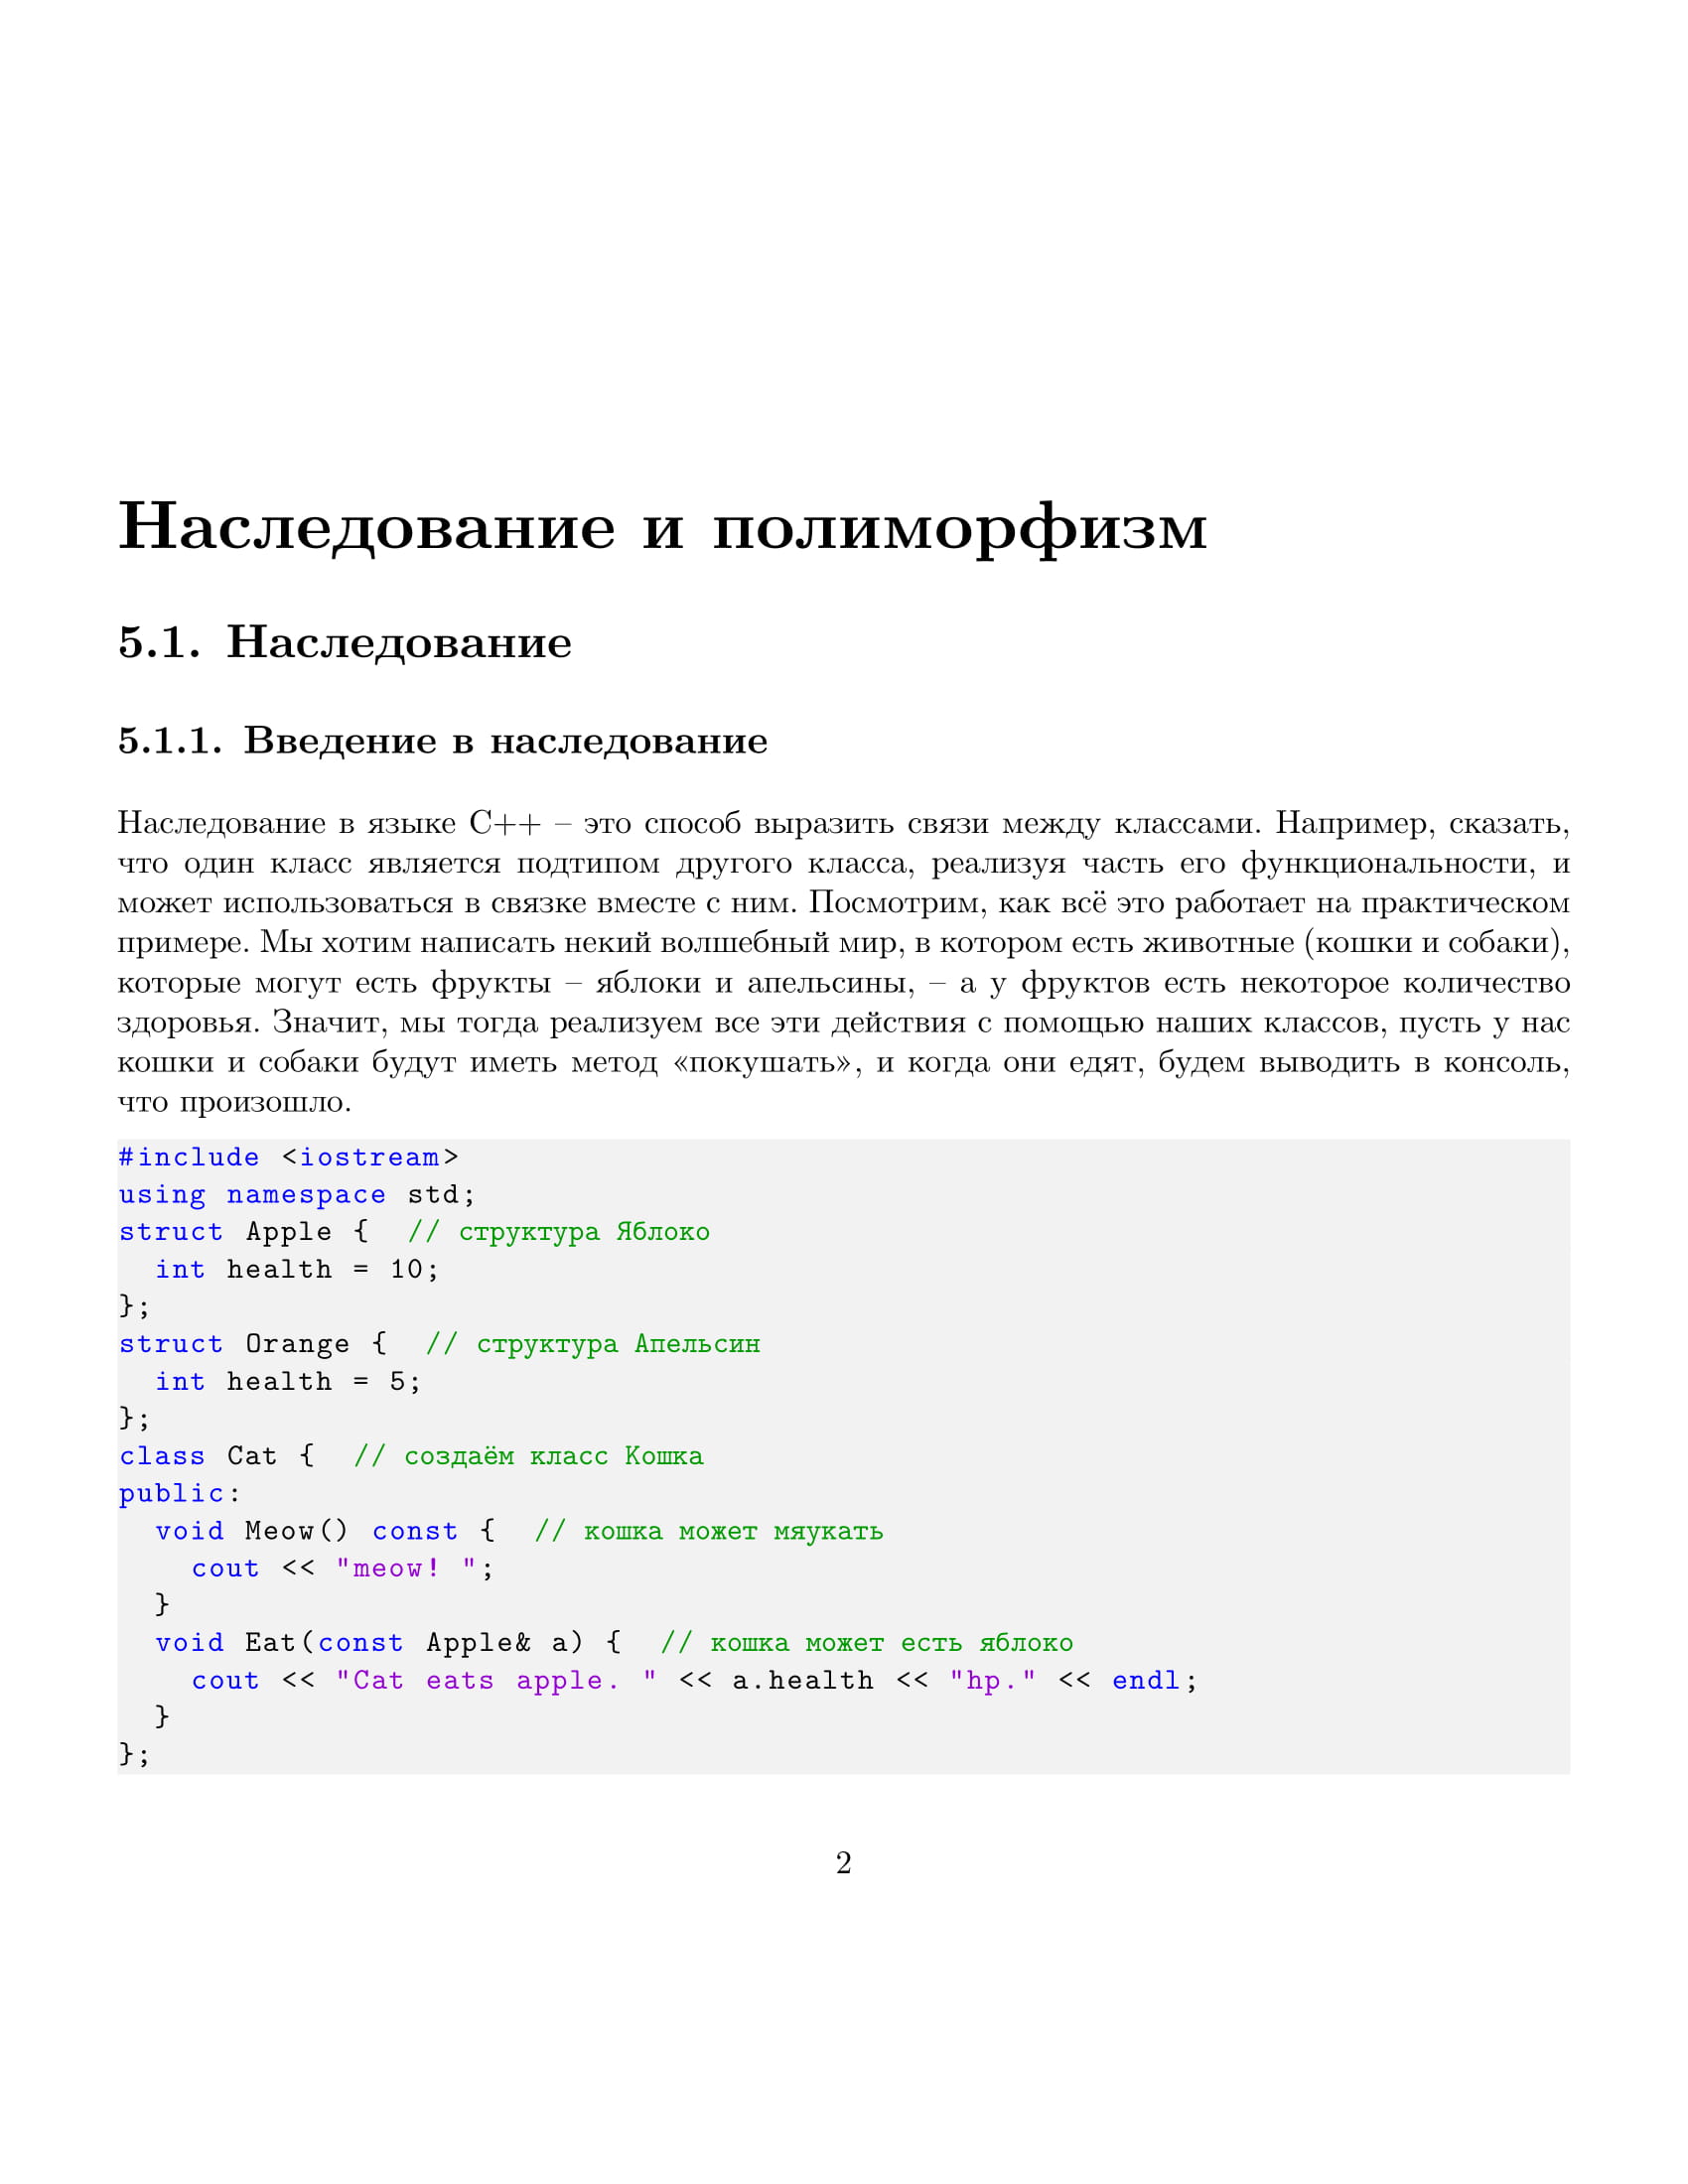 Наследование и полиморфизм
5.1. Наследование
5.1.1. Введение в наследование
Наследование в языке C++ – это способ выразить связи между классами. Например, сказать,
что один класс является подтипом другого класса, реализуя часть его функциональности, и
может использоваться в связке вместе с ним. Посмотрим, как всё это работает на практическом
примере. Мы хотим написать некий волшебный мир, в котором есть животные (кошки и собаки),
которые могут есть фрукты – яблоки и апельсины, – а у фруктов есть некоторое количество
здоровья. Значит, мы тогда реализуем все эти действия с помощью наших классов, пусть у нас
кошки и собаки будут иметь метод «покушать», и когда они едят, будем выводить в консоль,
что произошло.
#include <iostream>
using namespace std;
struct Apple {  // структура Яблоко
  int health = 10;
};
struct Orange {  // структура Апельсин
  int health = 5;
};
class Cat {  // создаём класс Кошка
public:
  void Meow() const {  // кошка может мяукать
    cout << "meow! ";
  }
  void Eat(const Apple& a) {  // кошка может есть яблоко
    cout << "Cat eats apple. " << a.health << "hp." << endl;
  }
};
2